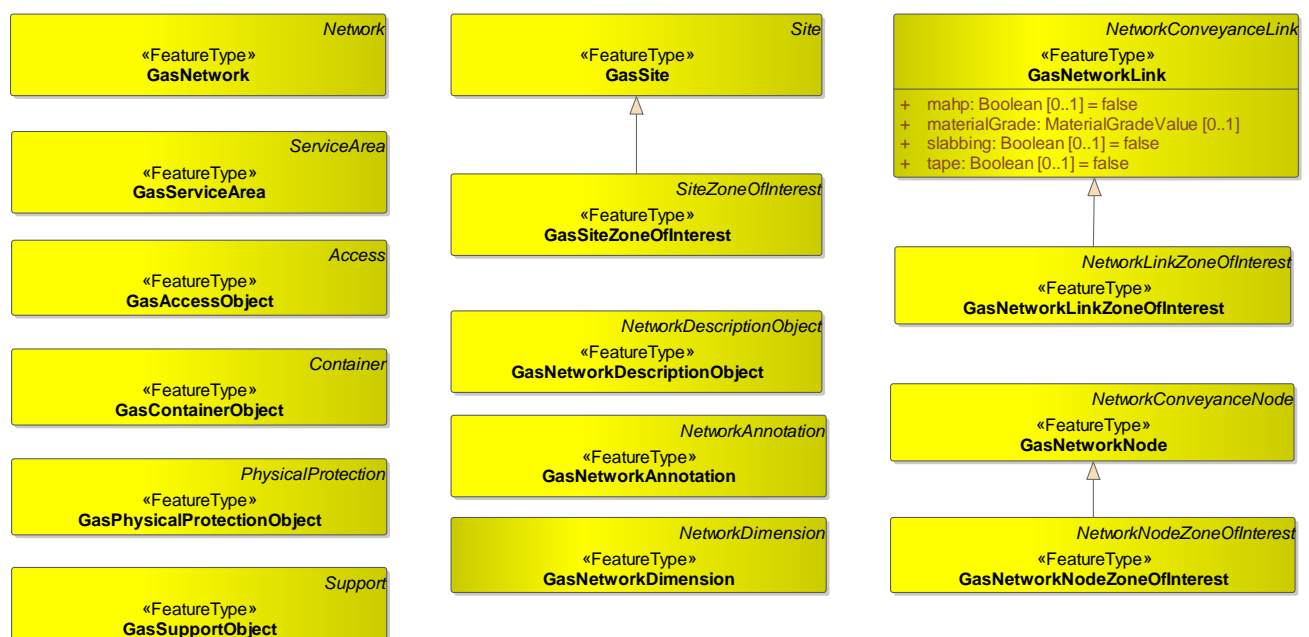 Network
«FeatureType»
GasNetwork
ServiceArea
«FeatureType»
GasServiceArea
Access
«FeatureType»
GasAccessObject
Container
«FeatureType»
GasContainerObject
PhysicalProtection
«FeatureType»
GasPhysicalProtectionObject
Support
«FeatureType»
GasSupportObject
Site
«FeatureType»
GasSite
SiteZoneOfInterest
«FeatureType»
GasSiteZoneOfInterest
NetworkDescriptionObject
«FeatureType»
GasNetworkDescriptionObject
NetworkAnnotation
«FeatureType»
GasNetworkAnnotation
NetworkDimension
«FeatureType»
GasNetworkDimension
NetworkConveyanceLink
«FeatureType»
GasNetworkLink
+ mahp: Boolean [0..1] = false
+ materialGrade: MaterialGradeValue [0..1]
+ slabbing: Boolean [0..1] = false
+ tape: Boolean [0..1] = false
NetworkLinkZoneOfInterest
«FeatureType»
GasNetworkLinkZoneOfInterest
NetworkConveyanceNode
«FeatureType»
GasNetworkNode
NetworkNodeZoneOfInterest
«FeatureType»
GasNetworkNodeZoneOfInterest